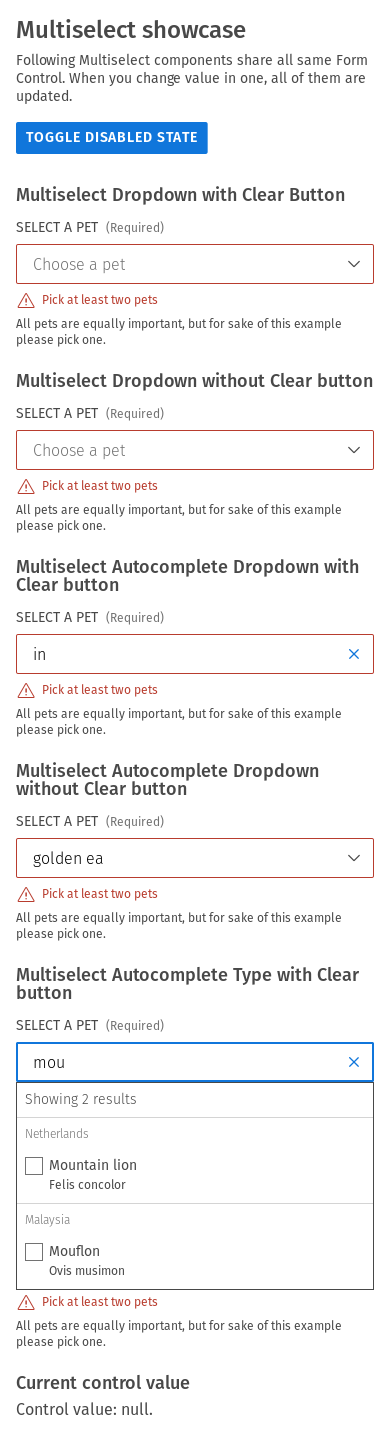 Multiselect showcase
Following Multiselect components share all same Form
Control. When you change value in one, all of them are
updated.
TOGGLE DISABLED STATE
Multiselect Dropdown with Clear Button
SELECT A PET (Required)
Choose a pet
Pick at least two pets
All pets are equally important, but for sake of this example
please pick one.
Multiselect Dropdown without Clear button
SELECT A PET (Required)
Choose a pet
Pick at least two pets
All pets are equally important, but for sake of this example
please pick one.
Multiselect Autocomplete Dropdown with
Clear button
SELECT A PET (Required)
in
Pick at least two pets
All pets are equally important, but for sake of this example
please pick one.
Multiselect Autocomplete Dropdown
without Clear button
SELECT A PET (Required)
golden ea
Pick at least two pets
All pets are equally important, but for sake of this example
please pick one.
Multiselect Autocomplete Type with Clear
button
SELECT A PET (Required)
mou
Showing 2 results
Netherlands
Mountain lion
Felis concolor
Malaysia
Mouflon
Ovis musimon
Pick at least two pets
All pets are equally important, but for sake of this example
please pick one.
Current control value
Control value: null.